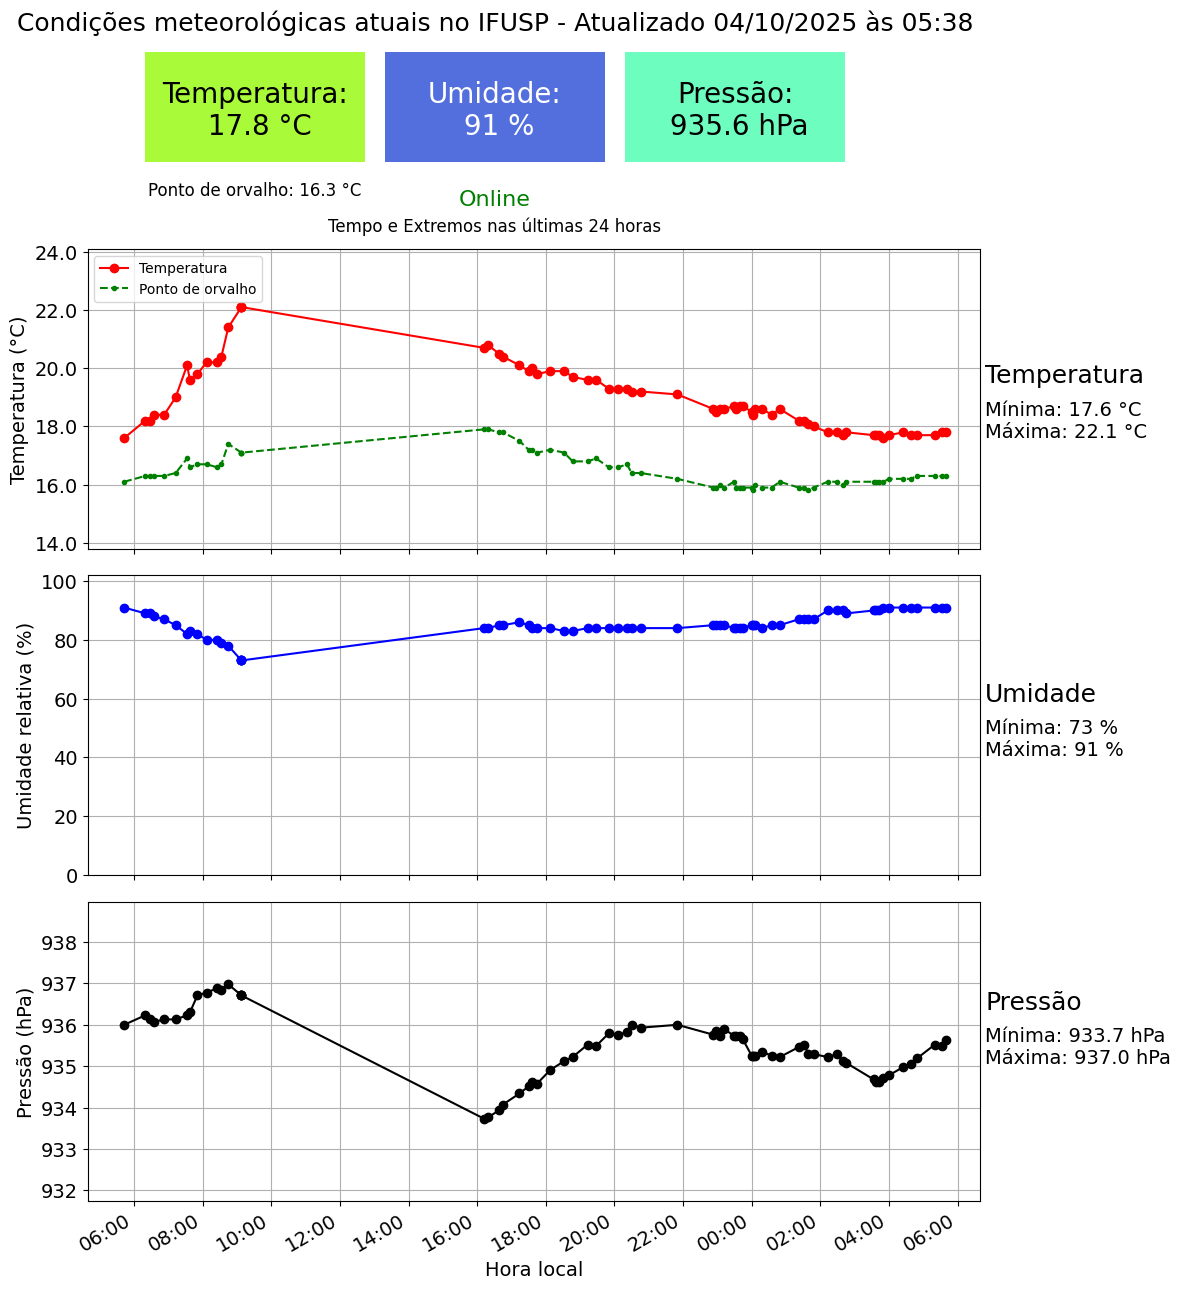 Condições meteorológicas atuais no IFUSP - Atualizado 04/10/2025 às 05:38
Temperatura:
17.8 °C
Umidade:
91 %
Pressão:
935.6 hPa
Ponto de orvalho: 16.3 °C
Online
Tempo e Extremos nas últimas 24 horas
Temperatura (°C)
24.0
22.0
20.0
18.0
16.0
14.0
Temperatura
Ponto de orvalho
Temperatura
Mínima: 17.6 °C
Máxima: 22.1 °C
Umidade relativa (%)
100
80
60
40
20
0
Umidade
Mínima: 73 %
Máxima: 91 %
Pressão (hPa)
938
937
936
935
934
933
932
Pressão
Mínima: 933.7 hPa
Máxima: 937.0 hPa
06:00 08:00 10:00 12:00 14:00 16:00 18:00 20:00 22:00 00:00 02:00 04:00 06:00
Hora local